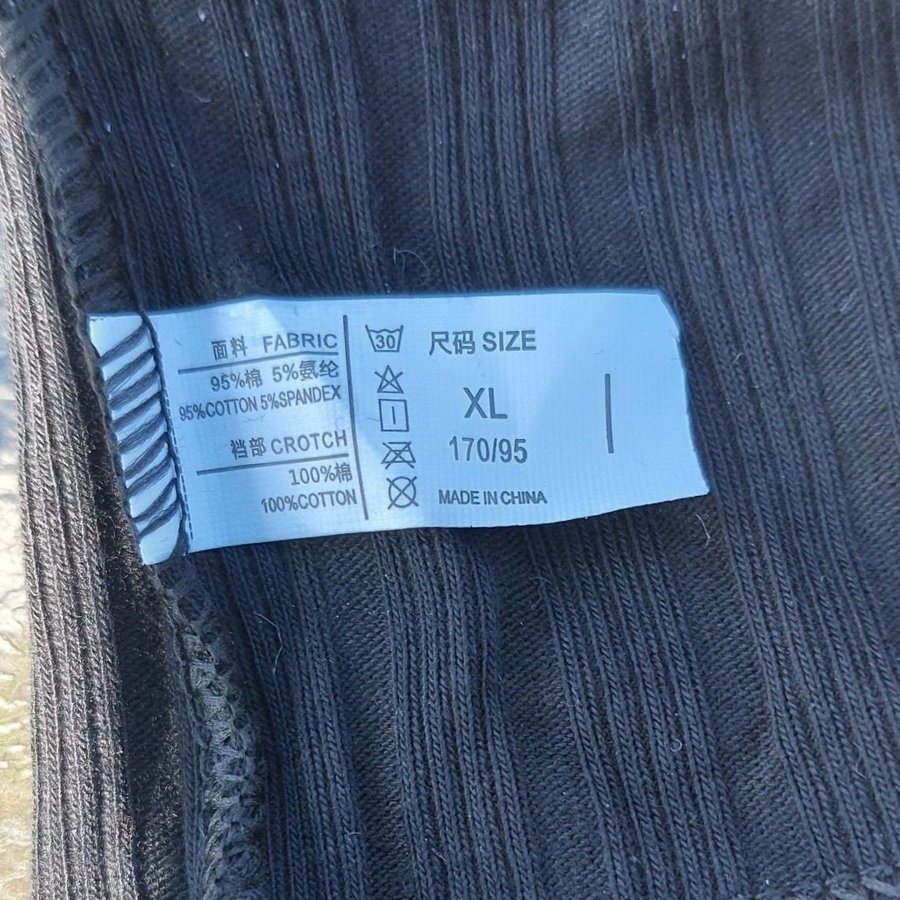 面料 FABRIC
95%棉 5%氨纶
95%COTTON 5%SPANDEX
裆部 CROTCH
100%棉
100%COTTON
30
尺码 SIZE
XL
170/95
MADE IN CHINA